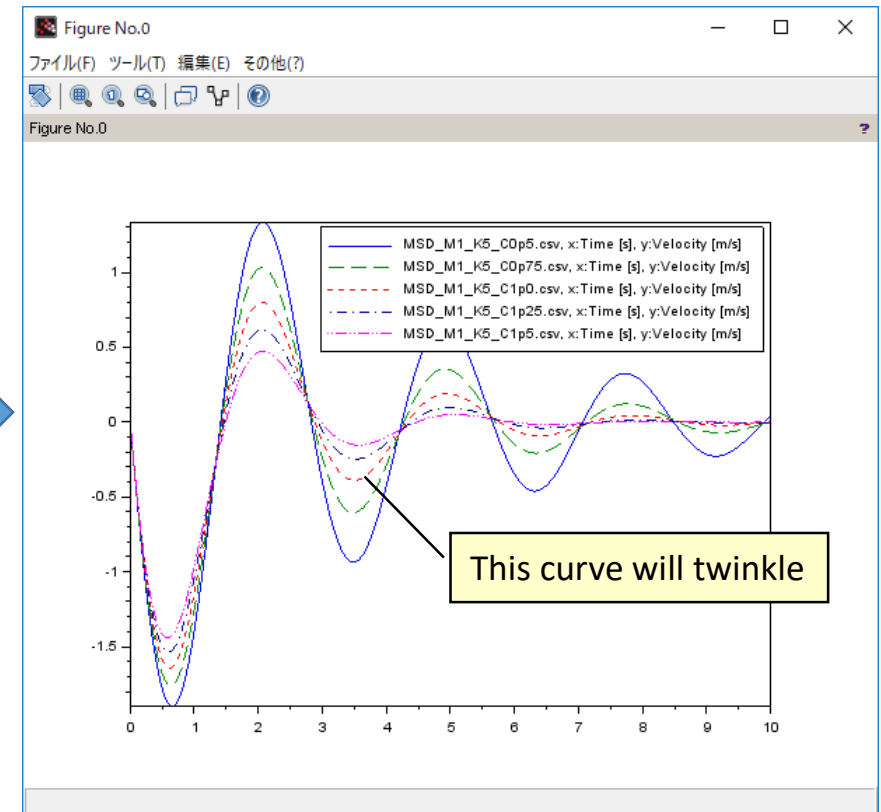 Figure No.0
ファイル(F) ツール(T) 編集(E) その他(?)
Figure No.0 ?
MSD_M1_K5_C0p5.csv, x:Time [s], y:Velocity [m/s]
MSD_M1_K5_C0p75.csv, x:Time [s], y:Velocity [m/s]
MSD_M1_K5_C1p0.csv, x:Time [s], y:Velocity [m/s]
MSD_M1_K5_C1p25.csv, x:Time [s], y:Velocity [m/s]
MSD_M1_K5_C1p5.csv, x:Time [s], y:Velocity [m/s]
1
0.5
0
-0.5
-1
-1.5
This curve will twinkle
0 1 2 3 4 5 6 7 8 9 10